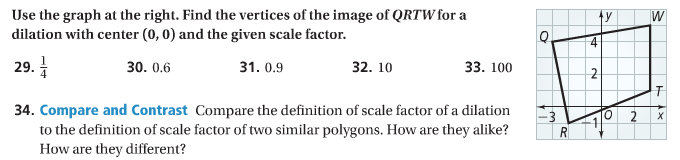 Use the graph at the right. Find the vertices of the image of QRTW for a
dilation with center (0, 0) and the given scale factor.
29. 1/4 30. 0.6 31. 0.9 32. 10 33. 100
34. Compare and Contrast Compare the definition of scale factor of a dilation
to the definition of scale factor of two similar polygons. How are they alike?
How are they different?
y W
Q
4
2
T
-3 -1 O 2 x
R